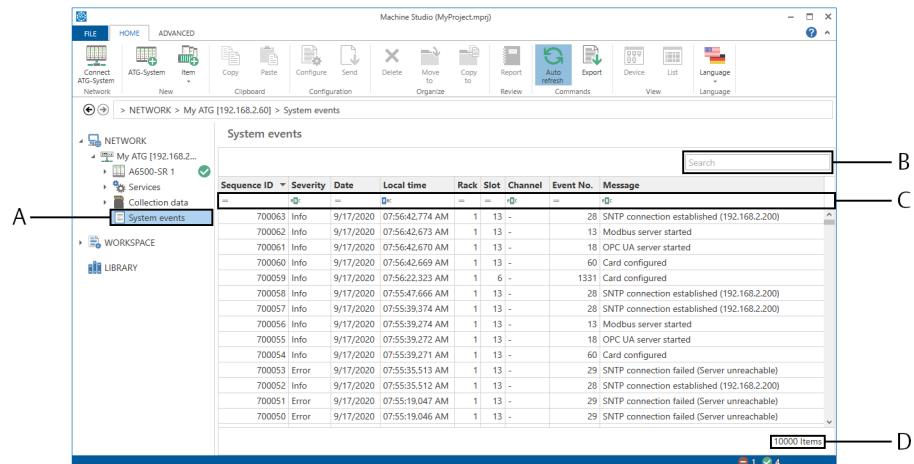 Machine Studio (MyProject.mprj)
FILE HOME ADVANCED
Connect ATG-System ATG-System Item Copy Paste Configure Send Delete Move to Copy to Report Auto refresh Export Device List Language
Network New Clipboard Configuration Organize Review Commands View Language
> NETWORK > My ATG [192.168.2.60] > System events
NETWORK
My ATG [192.168.2...
A6500-SR 1
Services
Collection data
System events
WORKSPACE
LIBRARY
System events
Search
Sequence ID Severity Date Local time Rack Slot Channel Event No. Message
= = = = =
700063 Info 9/17/2020 07:56:42,774 AM 1 13 - 28 SNTP connection established (192.168.2.200)
700062 Info 9/17/2020 07:56:42,673 AM 1 13 - 13 Modbus server started
700061 Info 9/17/2020 07:56:42,670 AM 1 13 - 18 OPC UA server started
700060 Info 9/17/2020 07:56:42,669 AM 1 13 - 60 Card configured
700059 Info 9/17/2020 07:56:22,323 AM 1 6 - 1331 Card configured
700058 Info 9/17/2020 07:55:47,666 AM 1 13 - 28 SNTP connection established (192.168.2.200)
700057 Info 9/17/2020 07:55:39,374 AM 1 13 - 28 SNTP connection established (192.168.2.200)
700056 Info 9/17/2020 07:55:39,274 AM 1 13 - 13 Modbus server started
700055 Info 9/17/2020 07:55:39,272 AM 1 13 - 18 OPC UA server started
700054 Info 9/17/2020 07:55:39,271 AM 1 13 - 60 Card configured
700053 Error 9/17/2020 07:55:35,513 AM 1 13 - 29 SNTP connection failed (Server unreachable)
700052 Info 9/17/2020 07:55:35,512 AM 1 13 - 28 SNTP connection established (192.168.2.200)
700051 Error 9/17/2020 07:55:19,047 AM 1 13 - 29 SNTP connection failed (Server unreachable)
700050 Error 9/17/2020 07:55:19,046 AM 1 13 - 29 SNTP connection failed (Server unreachable)
10000 Items
1 4
A
B
C
D